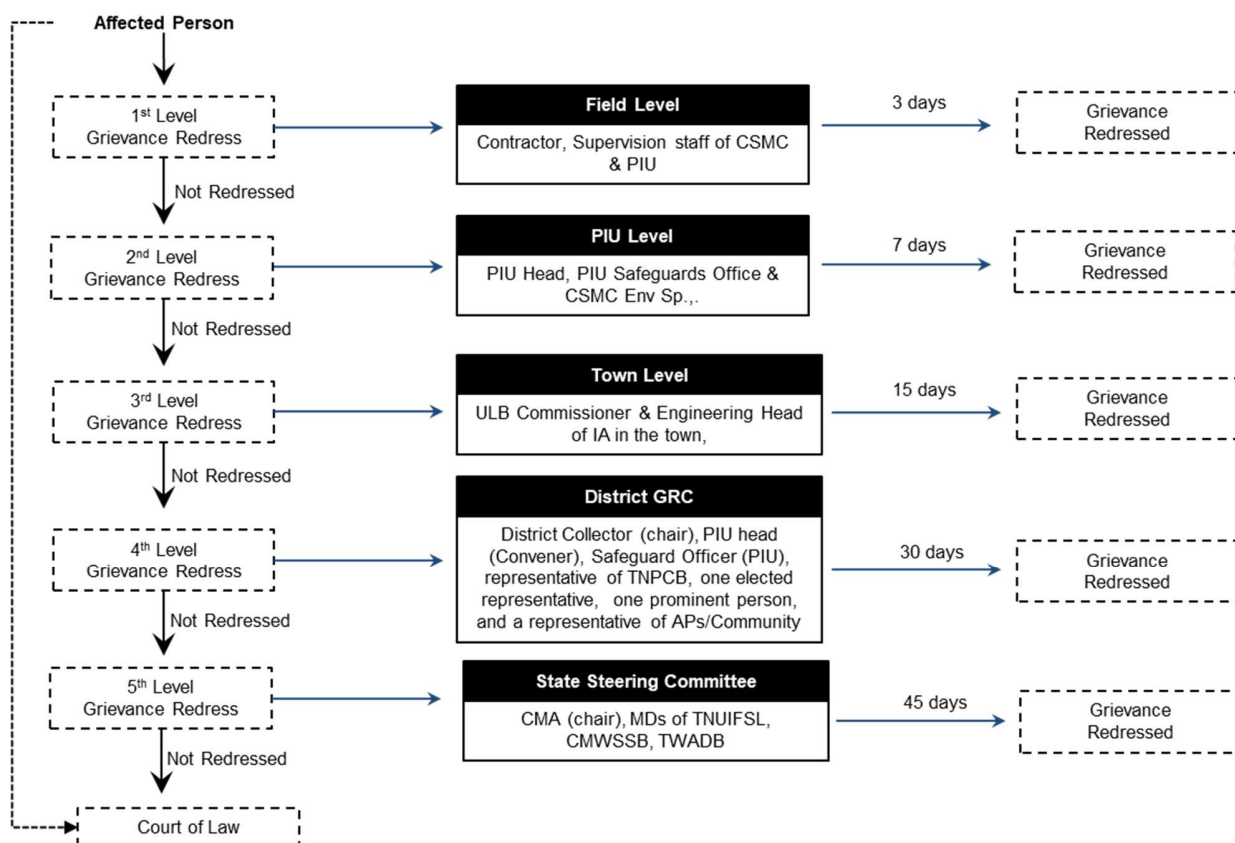 Affected Person
1st Level
Grievance Redress
Field Level
Contractor, Supervision staff of CSMC
& PIU
3 days
Grievance
Redressed
Not Redressed
2nd Level
Grievance Redress
PIU Level
PIU Head, PIU Safeguards Office &
CSMC Env Sp.,.
7 days
Grievance
Redressed
Not Redressed
3rd Level
Grievance Redress
Town Level
ULB Commissioner & Engineering Head
of IA in the town,
15 days
Grievance
Redressed
Not Redressed
4th Level
Grievance Redress
District GRC
District Collector (chair), PIU head
(Convener), Safeguard Officer (PIU),
representative of TNPCB, one elected
representative, one prominent person,
and a representative of APs/Community
30 days
Grievance
Redressed
Not Redressed
5th Level
Grievance Redress
State Steering Committee
CMA (chair), MDs of TNUIFSL,
CMWSSB, TWADB
45 days
Grievance
Redressed
Not Redressed
Court of Law